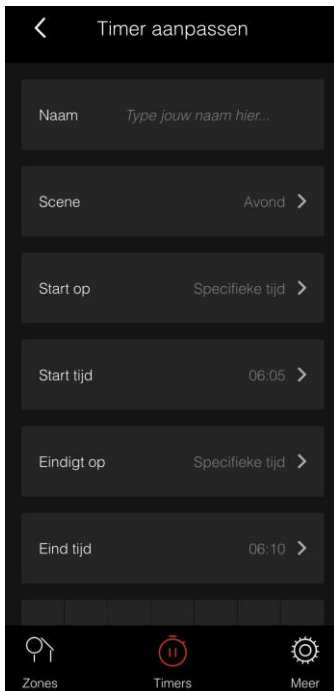 Timer aanpassen
Naam Type jouw naam hier...
Scene Avond
Start op Specifieke tijd
Start tijd 06:05
Eindigt op Specifieke tijd
Eind tijd 06:10
Zones Timers Meer